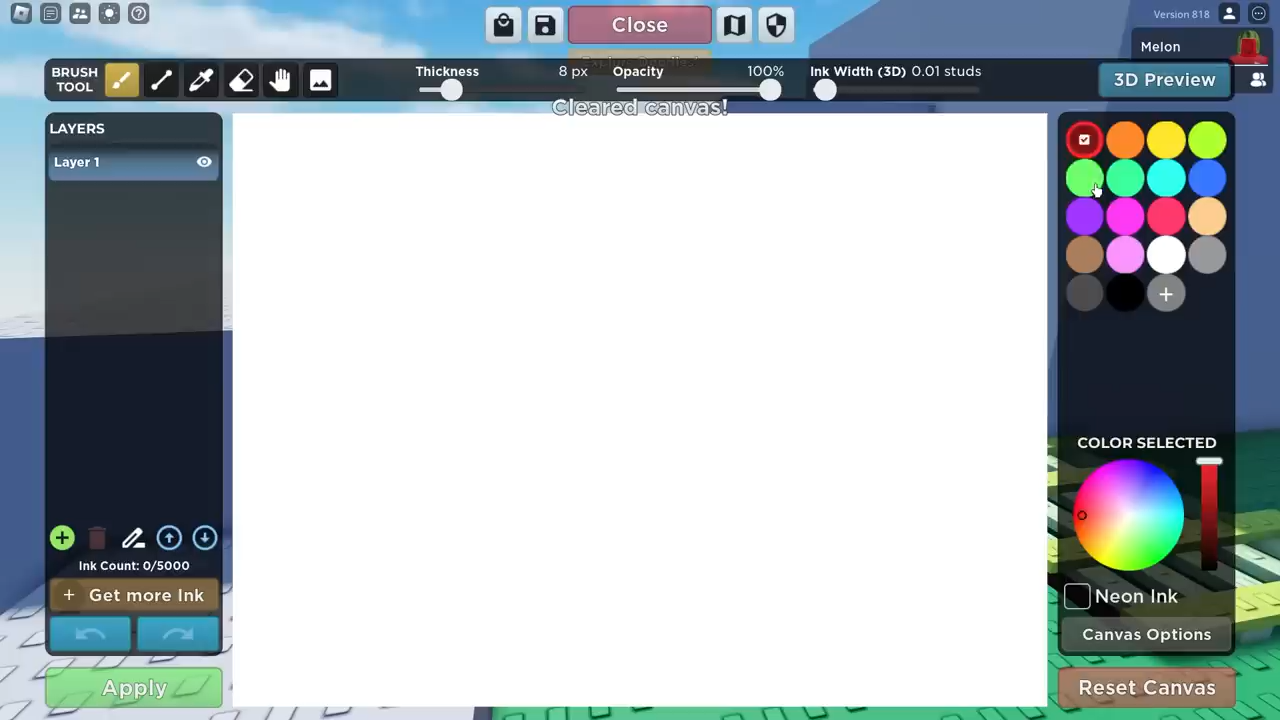 Version 818
Close
Melon
BRUSH TOOL
Thickness 8 px
Opacity 100%
Ink Width (3D) 0.01 studs
3D Preview
Cleared canvas!
LAYERS
Layer 1
COLOR SELECTED
Ink Count: 0/5000
+ Get more Ink
Neon Ink
Canvas Options
Apply
Reset Canvas